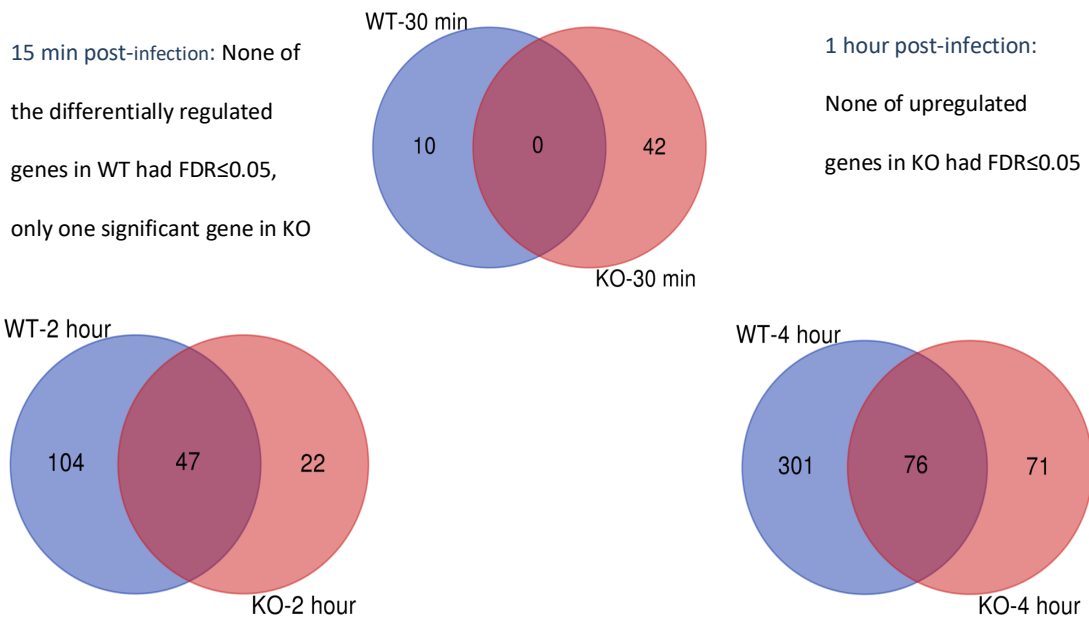 15 min post-infection: None of
the differentially regulated
genes in WT had FDR≤0.05,
only one significant gene in KO
WT-30 min
10
0
42
KO-30 min
1 hour post-infection:
None of upregulated
genes in KO had FDR≤0.05
WT-2 hour
104
47
22
KO-2 hour
WT-4 hour
301
76
71
KO-4 hour